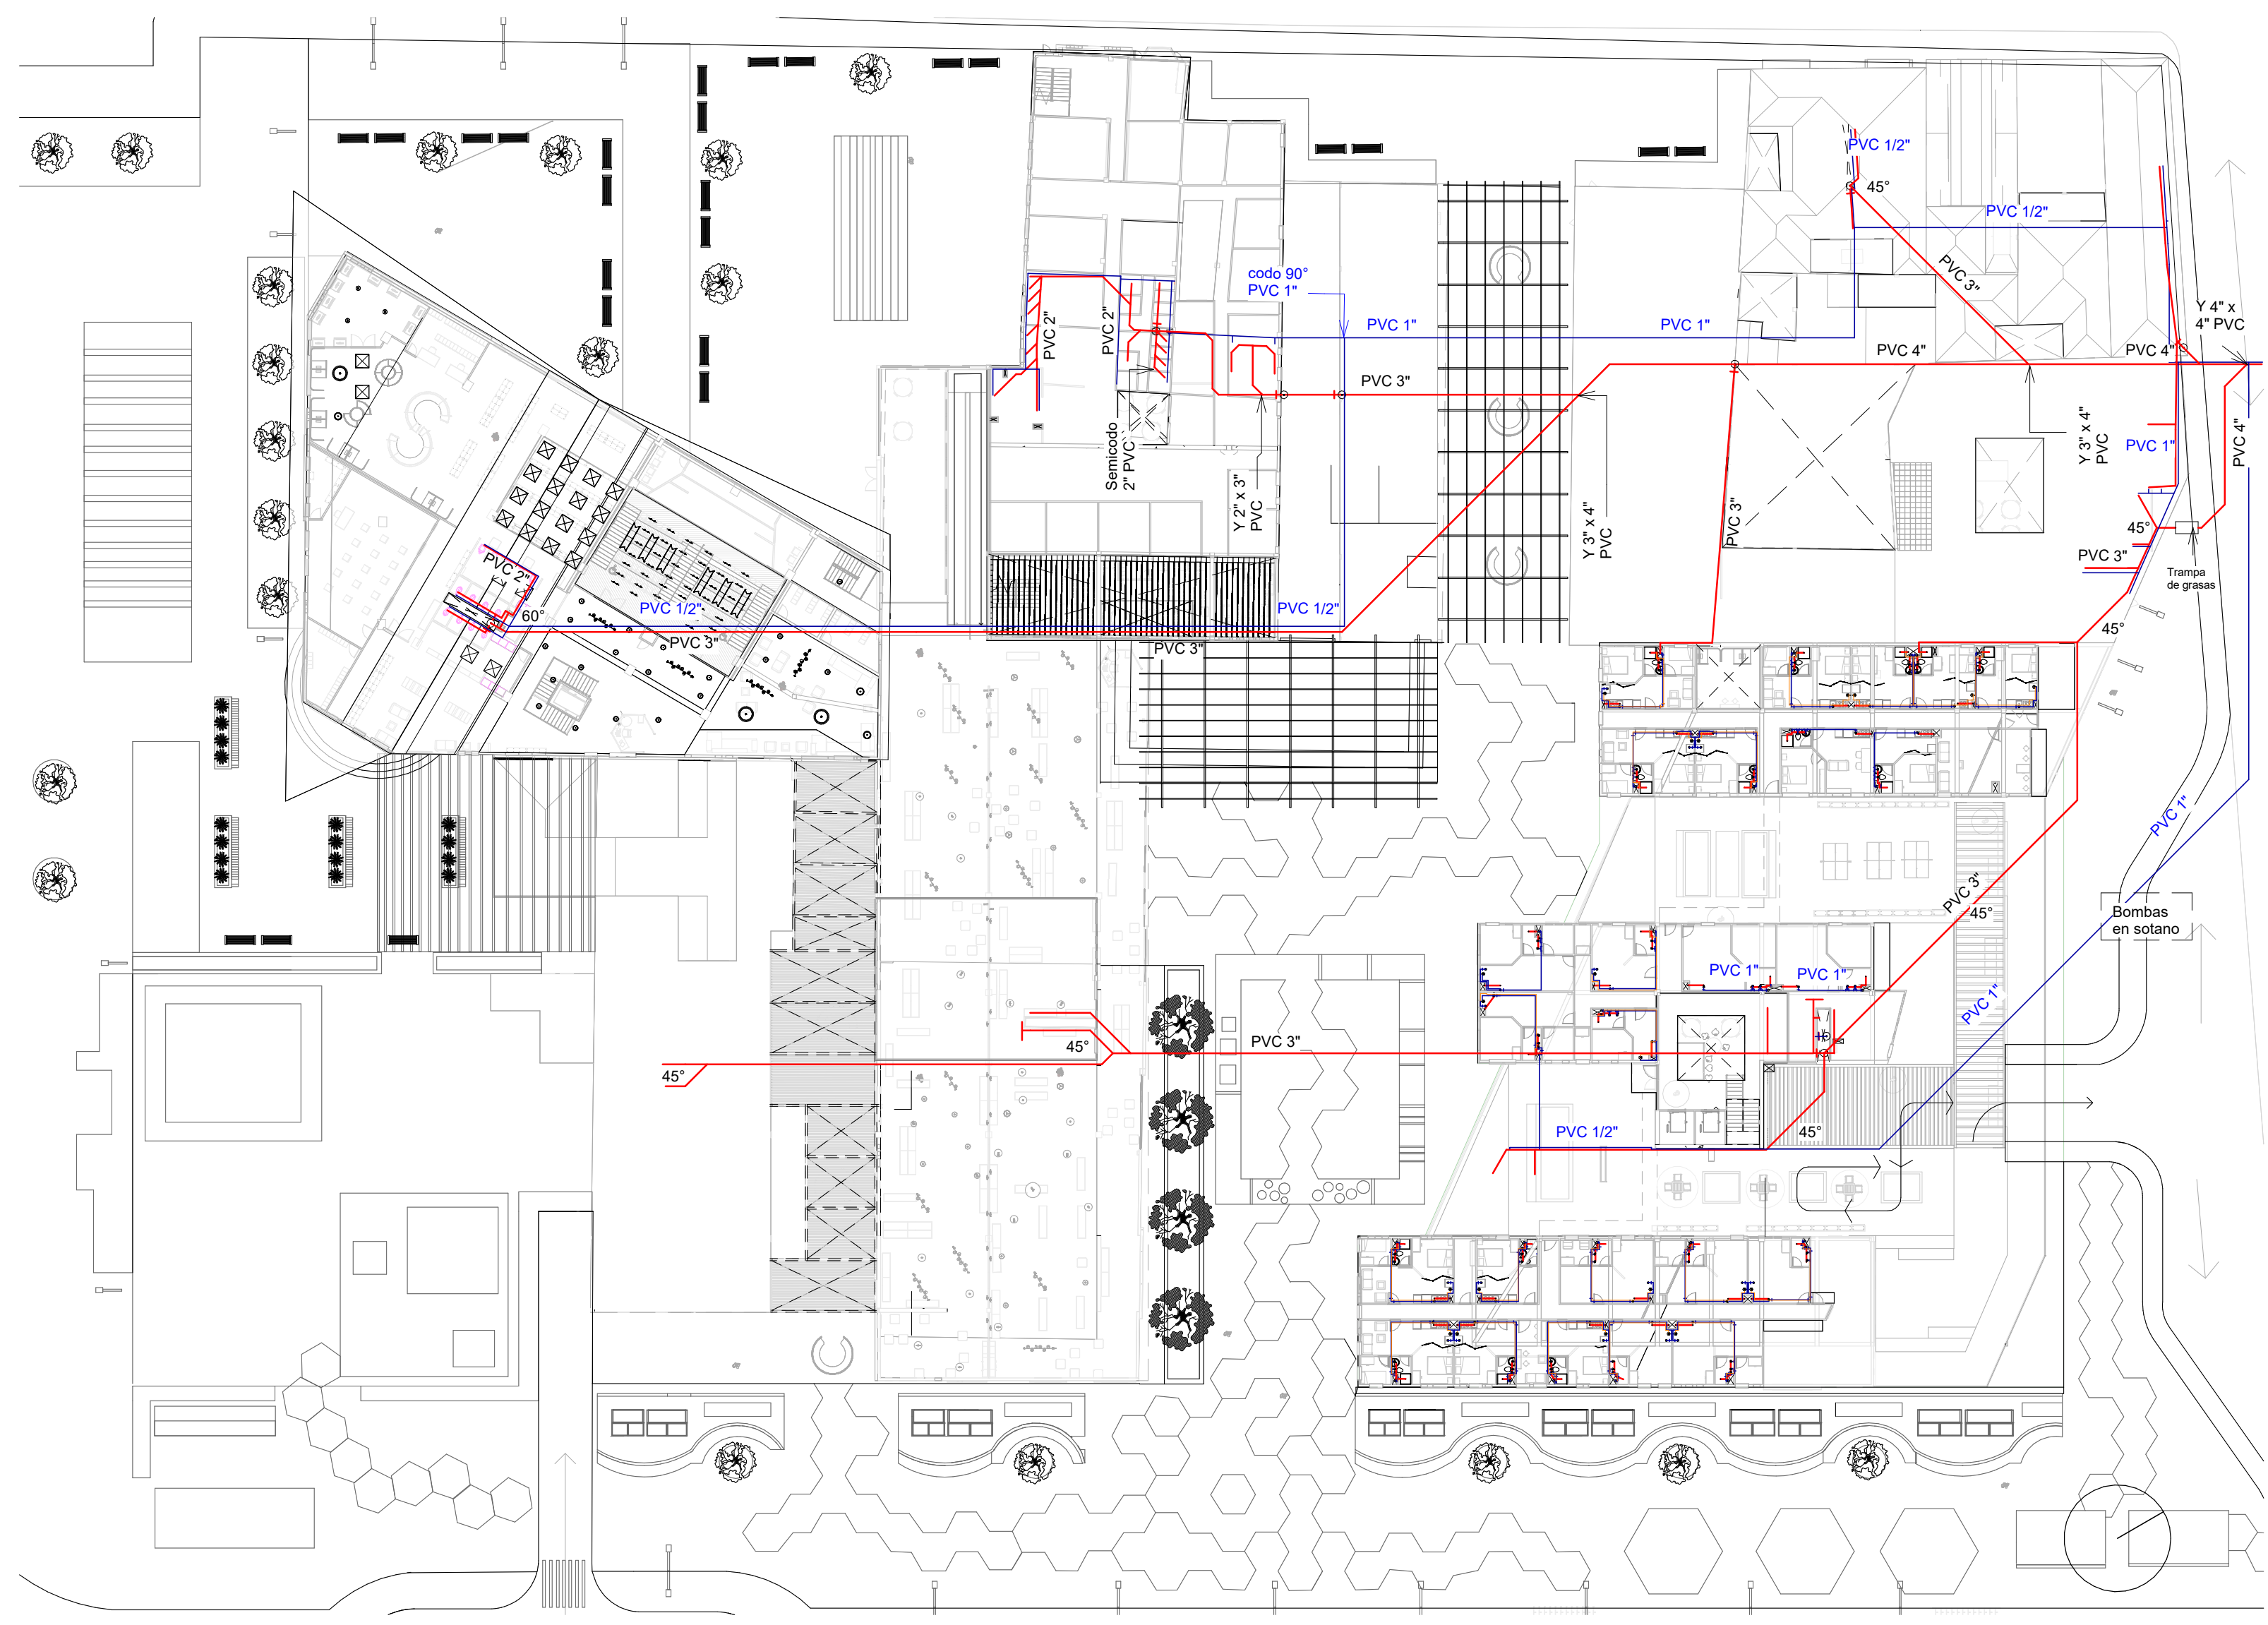 PVC 1/2"
45°
PVC 1/2"
codo 90°
PVC 1"
PVC 3"
Y 4" x
4" PVC
PVC 2"
PVC 2"
PVC 1"
PVC 1"
PVC 4"
PVC 4"
PVC 3"
Semicodo
2" PVC
Y 2" x 3"
PVC
Y 3" x 4"
PVC
PVC 3"
Y 3" x 4"
PVC
PVC 1"
PVC 4"
45°
PVC 3"
Trampa
de grasas
PVC 2"
60°
PVC 1/2"
PVC 1/2"
PVC 3"
PVC 3"
45°
PVC 1"
PVC 3"
45°
Bombas
en sotano
PVC 1"
PVC 1"
PVC 1"
45°
PVC 3"
45°
PVC 1/2"
45°